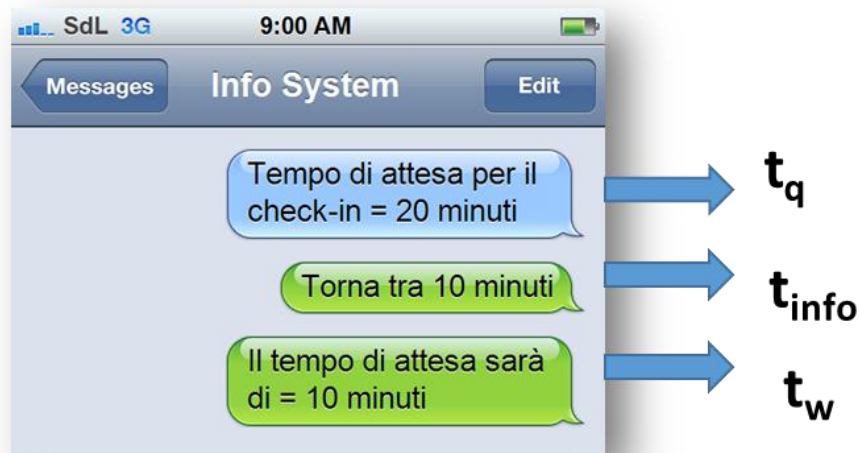 SdL 3G 9:00 AM
Messages Info System Edit
Tempo di attesa per il
check-in = 20 minuti
tq
Torna tra 10 minuti
tinfo
Il tempo di attesa sarà
di = 10 minuti
tw